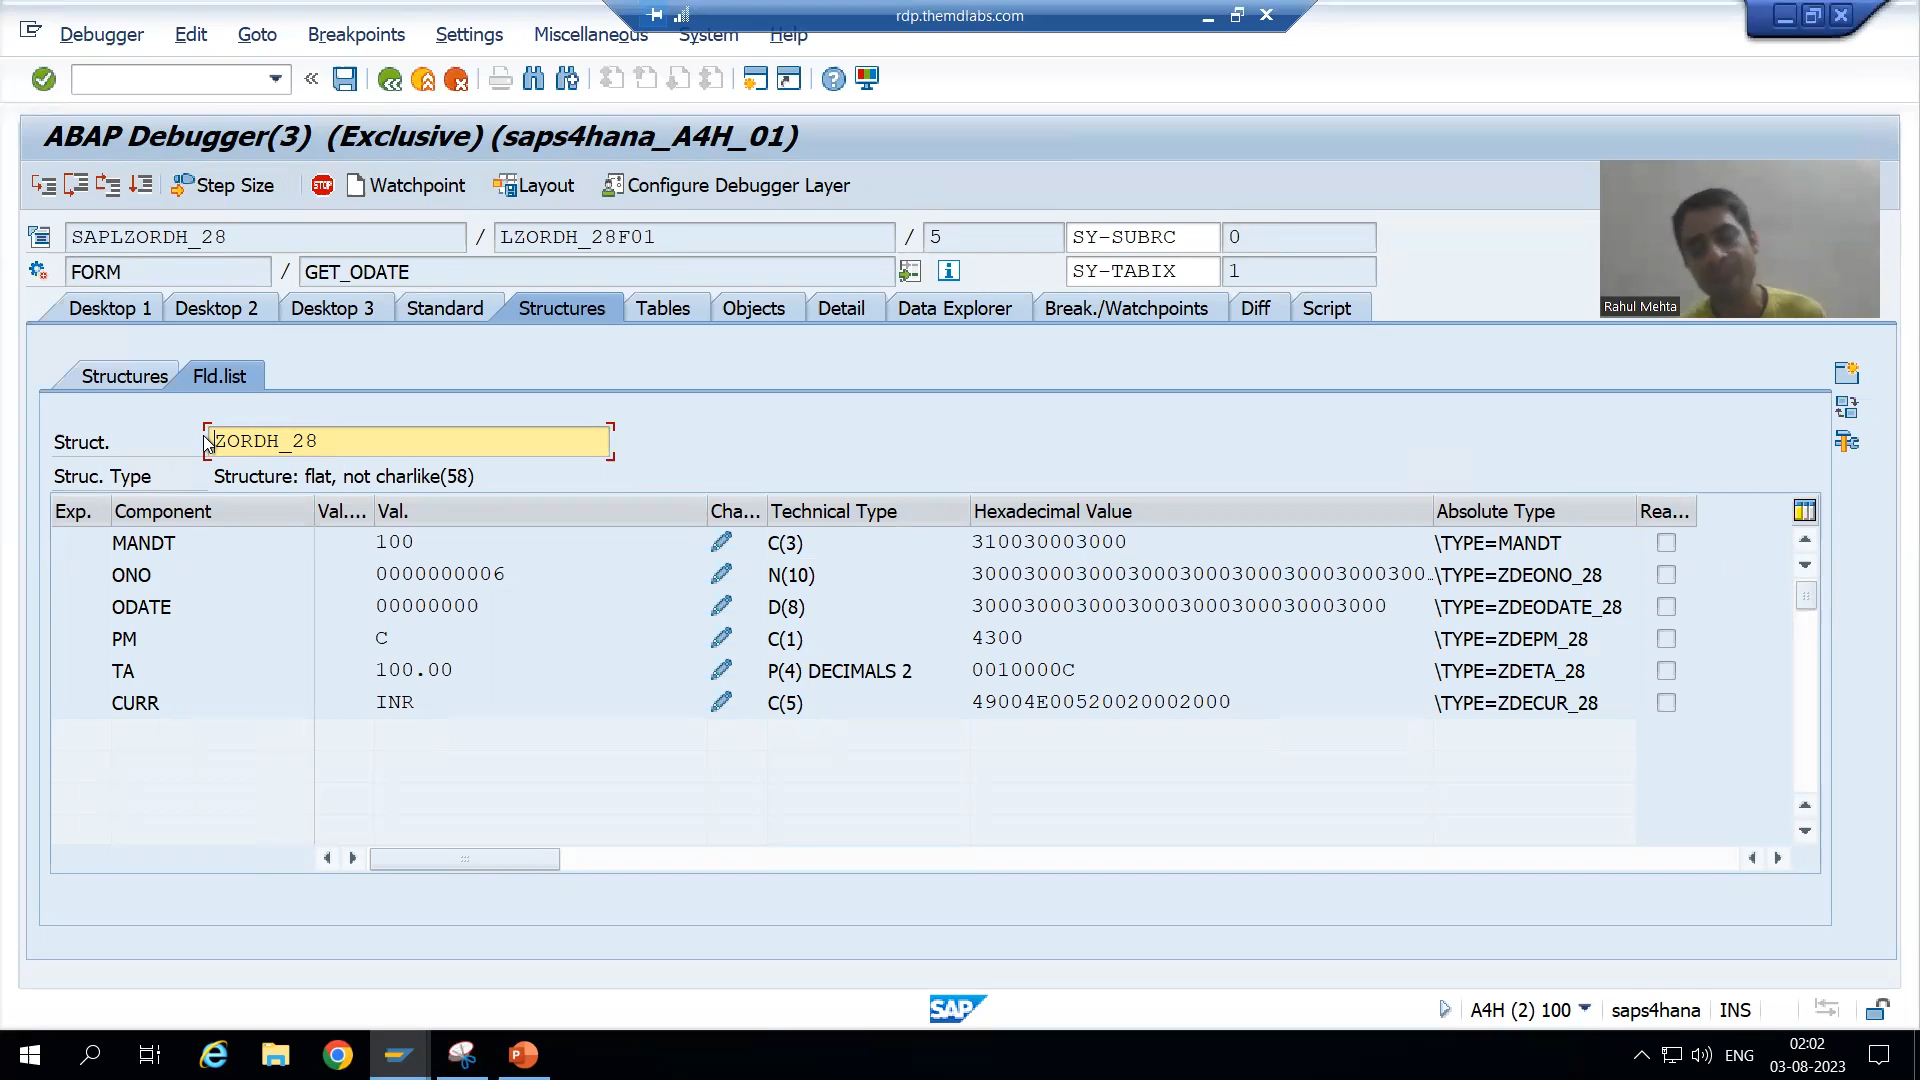 rdp.themdlabs.com
Debugger Edit Goto Breakpoints Settings Miscellaneous System Help
ABAP Debugger(3) (Exclusive) (saps4hana_A4H_01)
Step Size STOP Watchpoint Layout Configure Debugger Layer
SAPLZORDH_28 / LZORDH_28F01 / 5 SY-SUBRC 0
FORM / GET_ODATE SY-TABIX 1
Rahul Mehta
Desktop 1 Desktop 2 Desktop 3 Standard Structures Tables Objects Detail Data Explorer Break./Watchpoints Diff Script
Structures Fld.list
Struct. ZORDH_28
Struc. Type Structure: flat, not charlike(58)
Exp. Component Val.... Val. Cha... Technical Type Hexadecimal Value Absolute Type Rea...
MANDT 100 C(3) 310030003000 \TYPE=MANDT
ONO 0000000006 N(10) 300030003000300030003000300030003000300... \TYPE=ZDEONO_28
ODATE 00000000 D(8) 30003000300030003000300030003000 \TYPE=ZDEODATE_28
PM C C(1) 4300 \TYPE=ZDEPM_28
TA 100.00 P(4) DECIMALS 2 0010000C \TYPE=ZDETA_28
CURR INR C(5) 49004E00520020002000 \TYPE=ZDECUR_28
SAP A4H (2) 100 saps4hana INS
ENG 02:02
03-08-2023